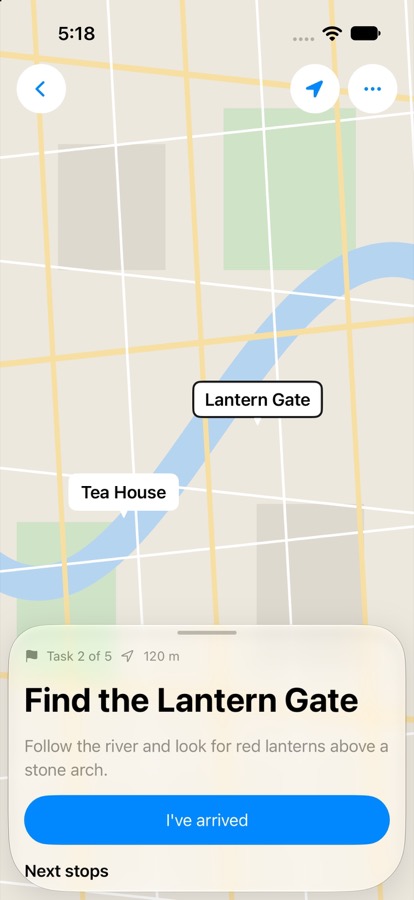 5:18
Lantern Gate
Tea House
Task 2 of 5 120 m
Find the Lantern Gate
Follow the river and look for red lanterns above a
stone arch.
I've arrived
Next stops